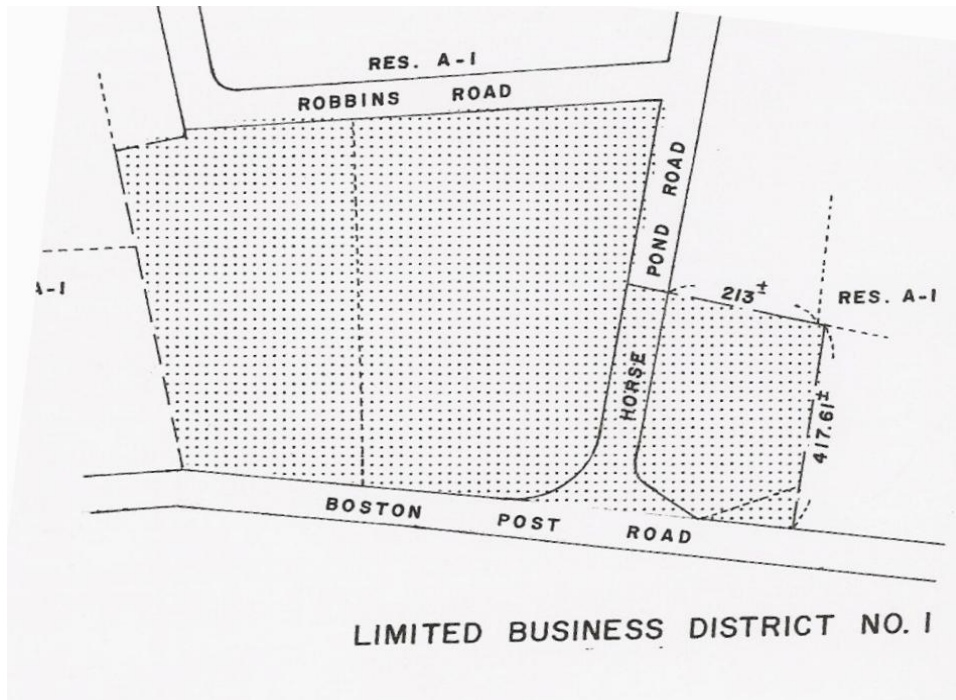 RES. A-1
ROBBINS ROAD
HORSE POND ROAD
213±
RES. A-1
A-1
417.61±
BOSTON POST ROAD
LIMITED BUSINESS DISTRICT NO. 1